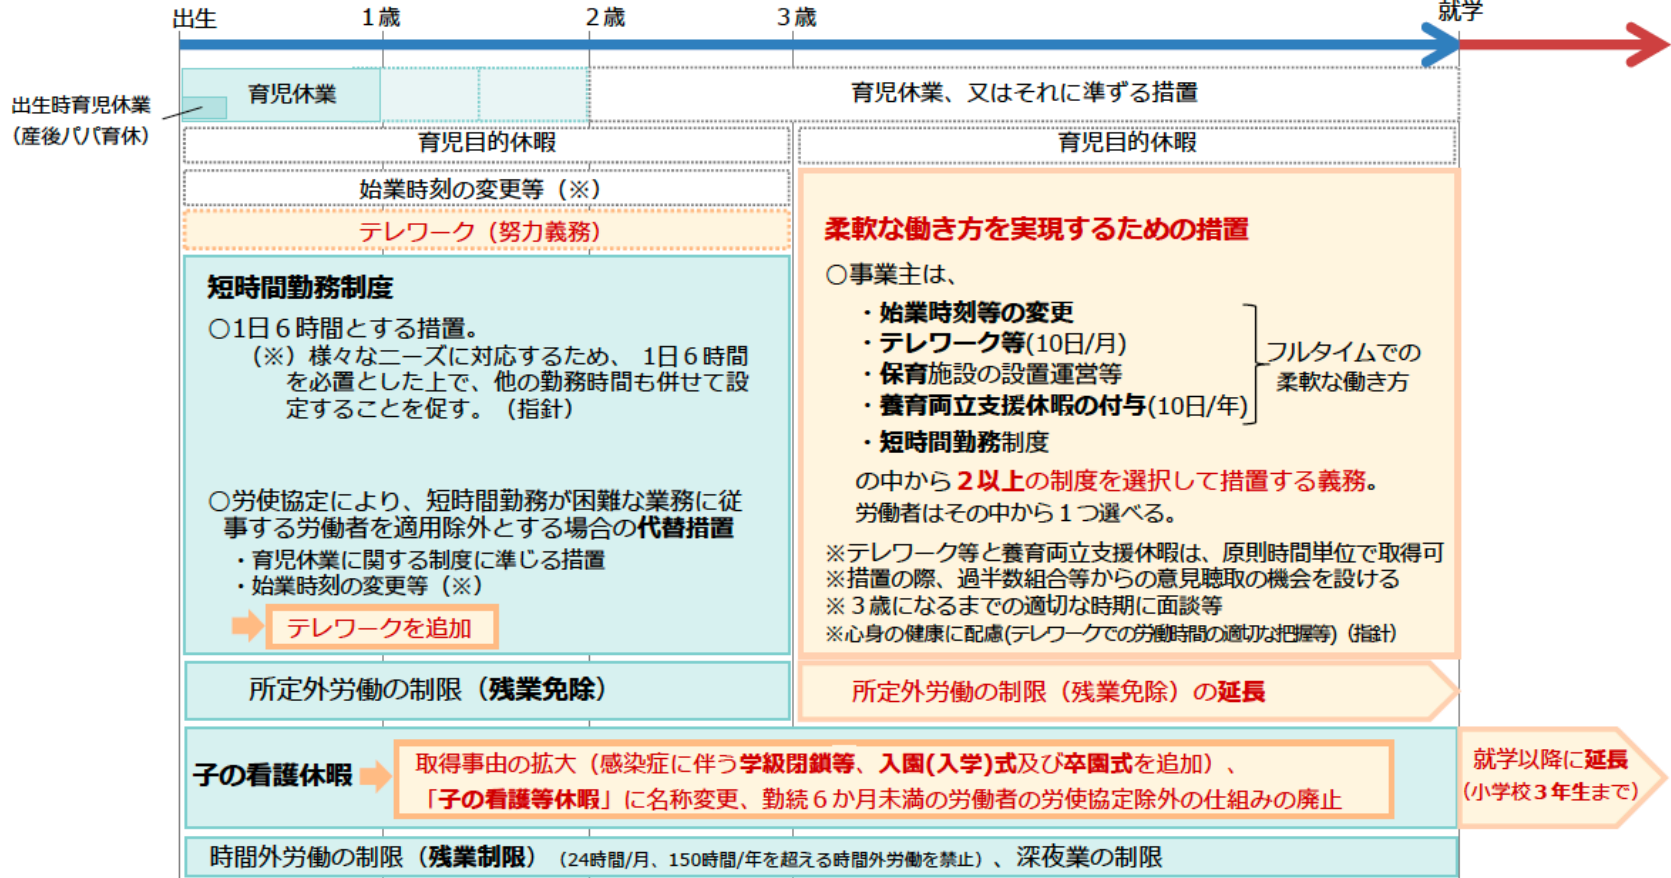 出生
1歳
2歳
3歳
就学
育児休業
育児休業、又はそれに準ずる措置
出生時育児休業
(産後パパ育休)
育児目的休暇
育児目的休暇
始業時刻の変更等(※)
テレワーク(努力義務)
短時間勤務制度
○1日6時間とする措置。
(※)様々なニーズに対応するため、 1日6時間
を必置とした上で、他の勤務時間も併せて設
定することを促す。(指針)
○労使協定により、短時間勤務が困難な業務に従
事する労働者を適用除外とする場合の代替措置
・育児休業に関する制度に準じる措置
・始業時刻の変更等(※)
テレワークを追加
柔軟な働き方を実現するための措置
○事業主は、
・始業時刻等の変更
・テレワーク等(10日/月)
・保育施設の設置運営等
・養育両立支援休暇の付与(10日/年)
・短時間勤務制度
フルタイムでの
柔軟な働き方
の中から2以上の制度を選択して措置する義務。
労働者はその中から1つ選べる。
※テレワーク等と養育両立支援休暇は、原則時間単位で取得可
※措置の際、過半数組合等からの意見聴取の機会を設ける
※3歳になるまでの適切な時期に面談等
※心身の健康に配慮(テレワークでの労働時間の適切な把握等)(指針)
所定外労働の制限(残業免除)
所定外労働の制限(残業免除)の延長
子の看護休暇
取得事由の拡大(感染症に伴う学級閉鎖等、入園(入学)式及び卒園式を追加)、
「子の看護等休暇」に名称変更、勤続6か月未満の労働者の労使協定除外の仕組みの廃止
就学以降に延長
(小学校3年生まで)
時間外労働の制限(残業制限)(24時間/月、150時間/年を超える時間外労働を禁止)、深夜業の制限